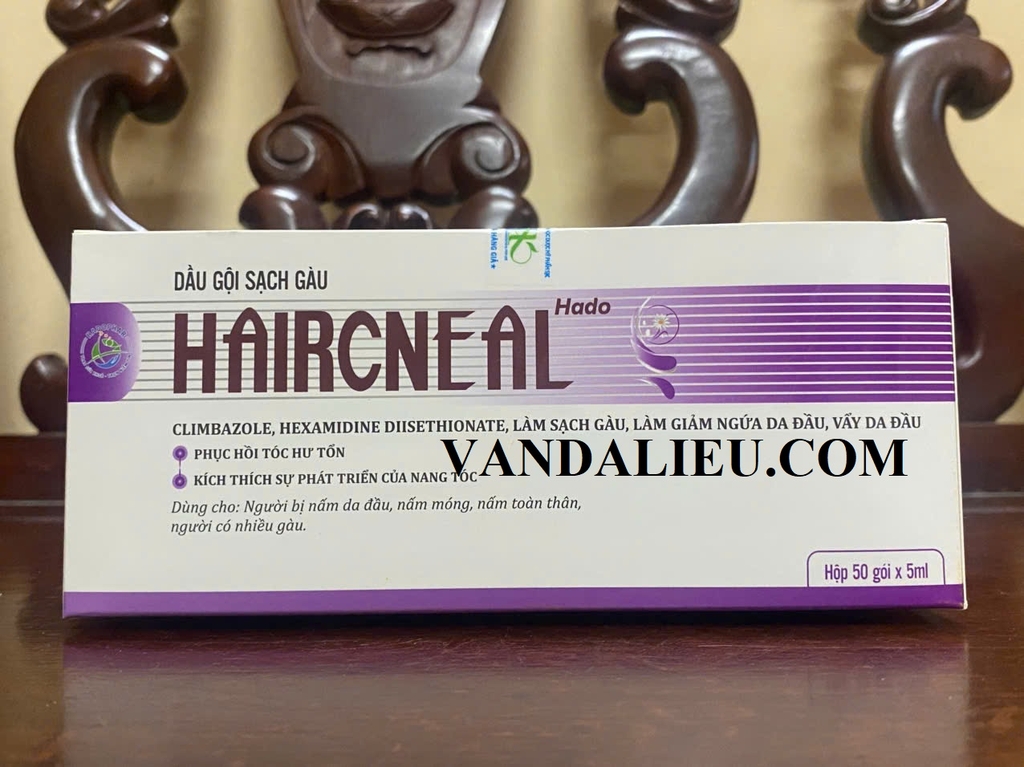 DẦU GỘI SẠCH GÀU
HAIRCNEAL Hado
CLIMBAZOLE, HEXAMIDINE DIISETHIONATE, LÀM SẠCH GÀU, LÀM GIẢM NGỨA DA ĐẦU, VẨY DA ĐẦU
PHỤC HỒI TÓC HƯ TỔN
VANDALIEU.COM
KÍCH THÍCH SỰ PHÁT TRIỂN CỦA NANG TÓC
Dùng cho: Người bị nấm da đầu, nấm móng, nấm toàn thân,
người có nhiều gàu.
Hộp 50 gói x 5ml